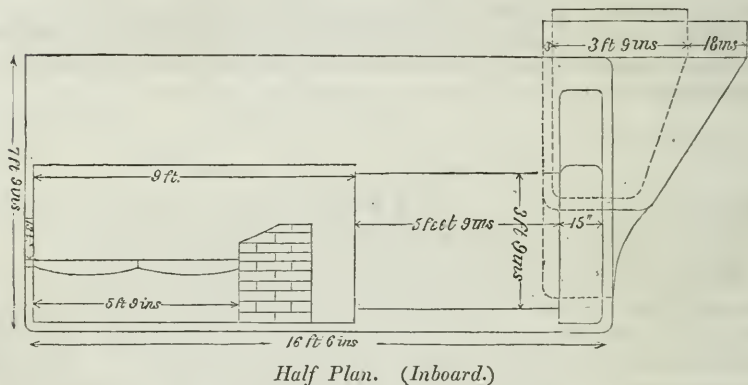 3 ft 9 ins
18 ins
7 ft 9 ins
9 ft.
5 feet 9 ins
3 ft 9 ins
15"
5 ft 9 ins
16 ft 6 ins
Half Plan. (Inboard.)